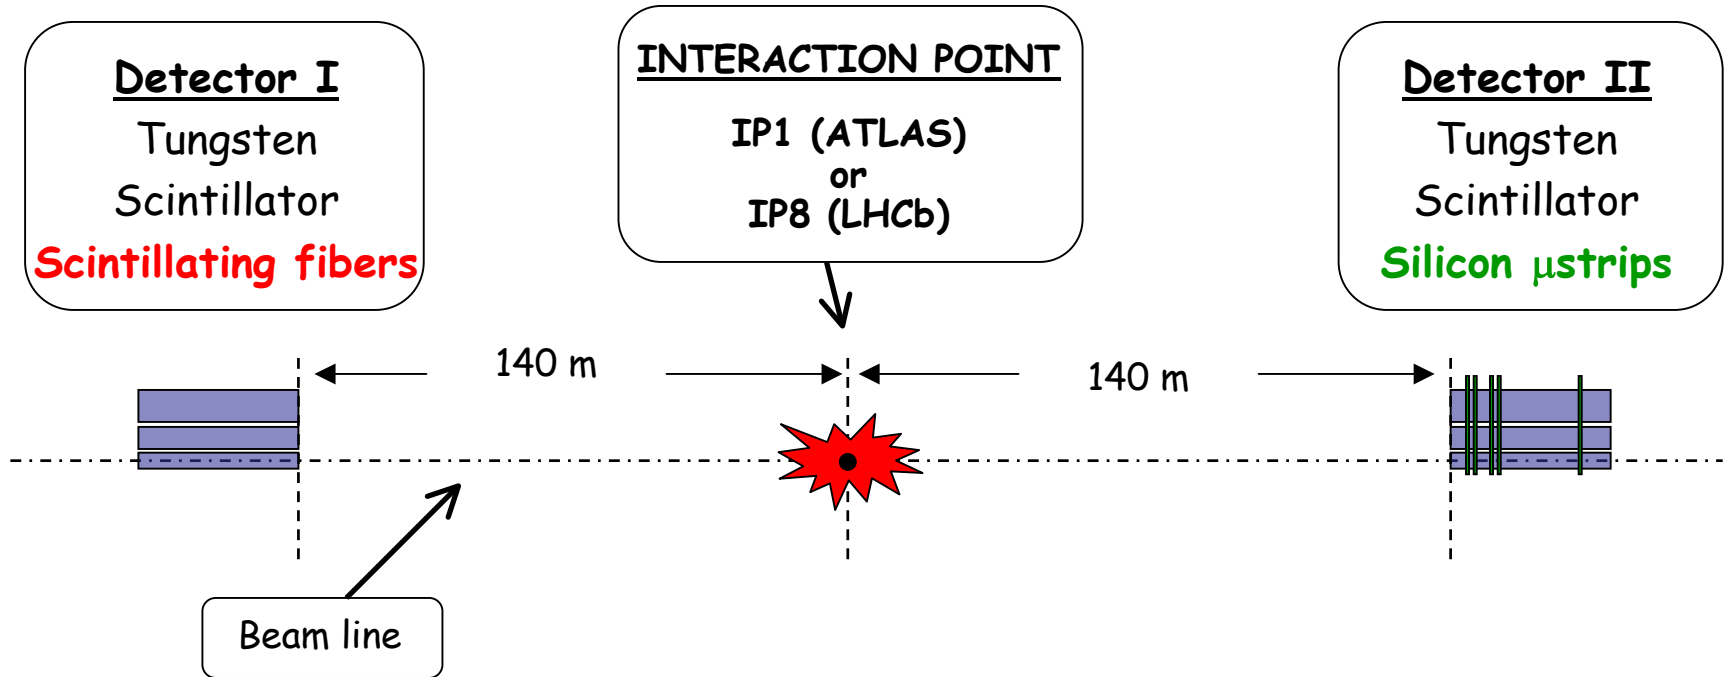 Detector I
Tungsten
Scintillator
Scintillating fibers
INTERACTION POINT
IP1 (ATLAS)
or
IP8 (LHCb)
Detector II
Tungsten
Scintillator
Silicon μstrips
140 m
140 m
Beam line